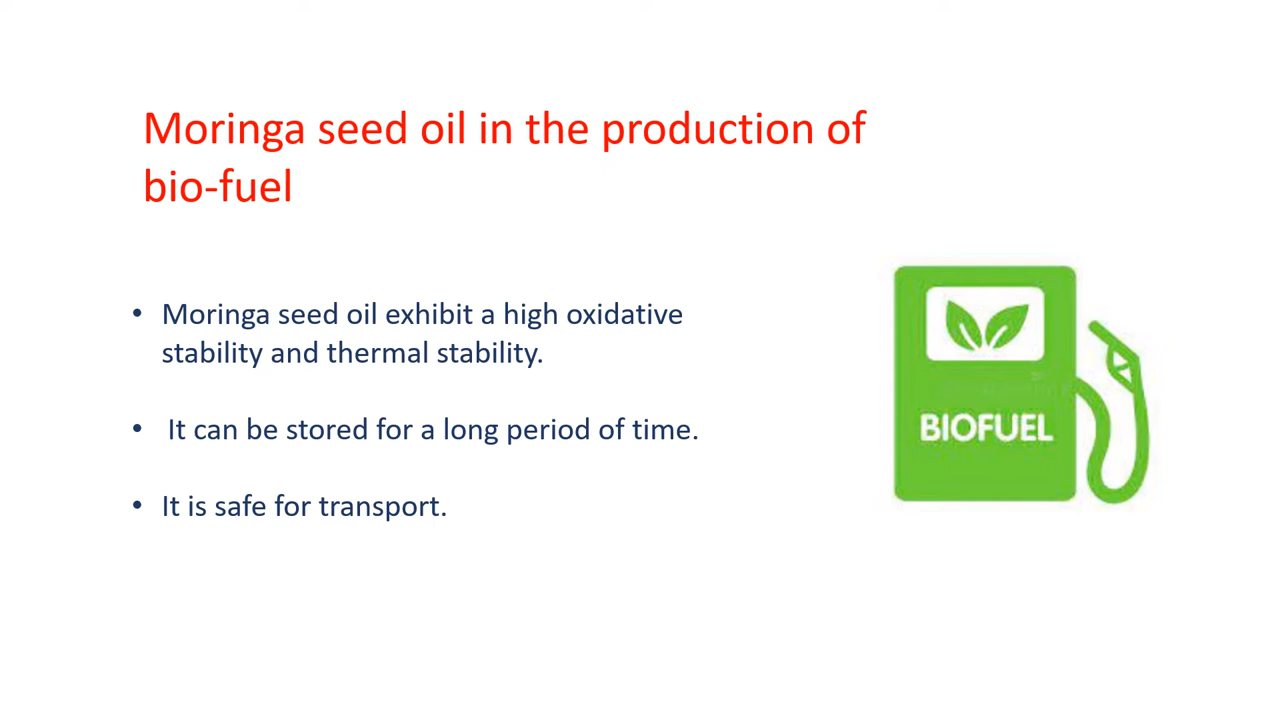 Moringa seed oil in the production of
bio-fuel
• Moringa seed oil exhibit a high oxidative
stability and thermal stability.
• It can be stored for a long period of time.
• It is safe for transport.
BIOFUEL